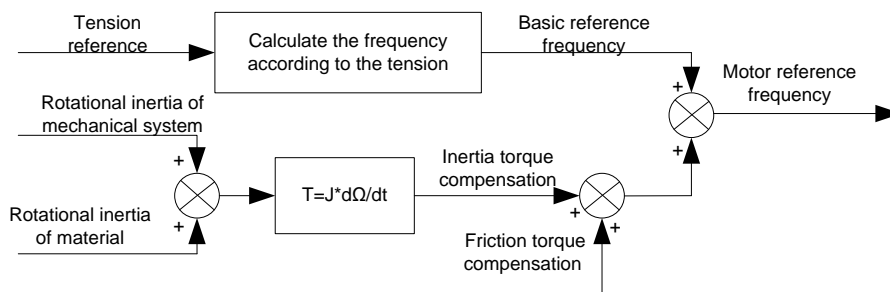 Tension
reference
Calculate the frequency
according to the tension
Basic reference
frequency
+
Motor reference
frequency
+
Rotational inertia of
mechanical system
+
Rotational inertia
of material
+
T=J*dΩ/dt
Inertia torque
compensation
+
+
Friction torque
compensation